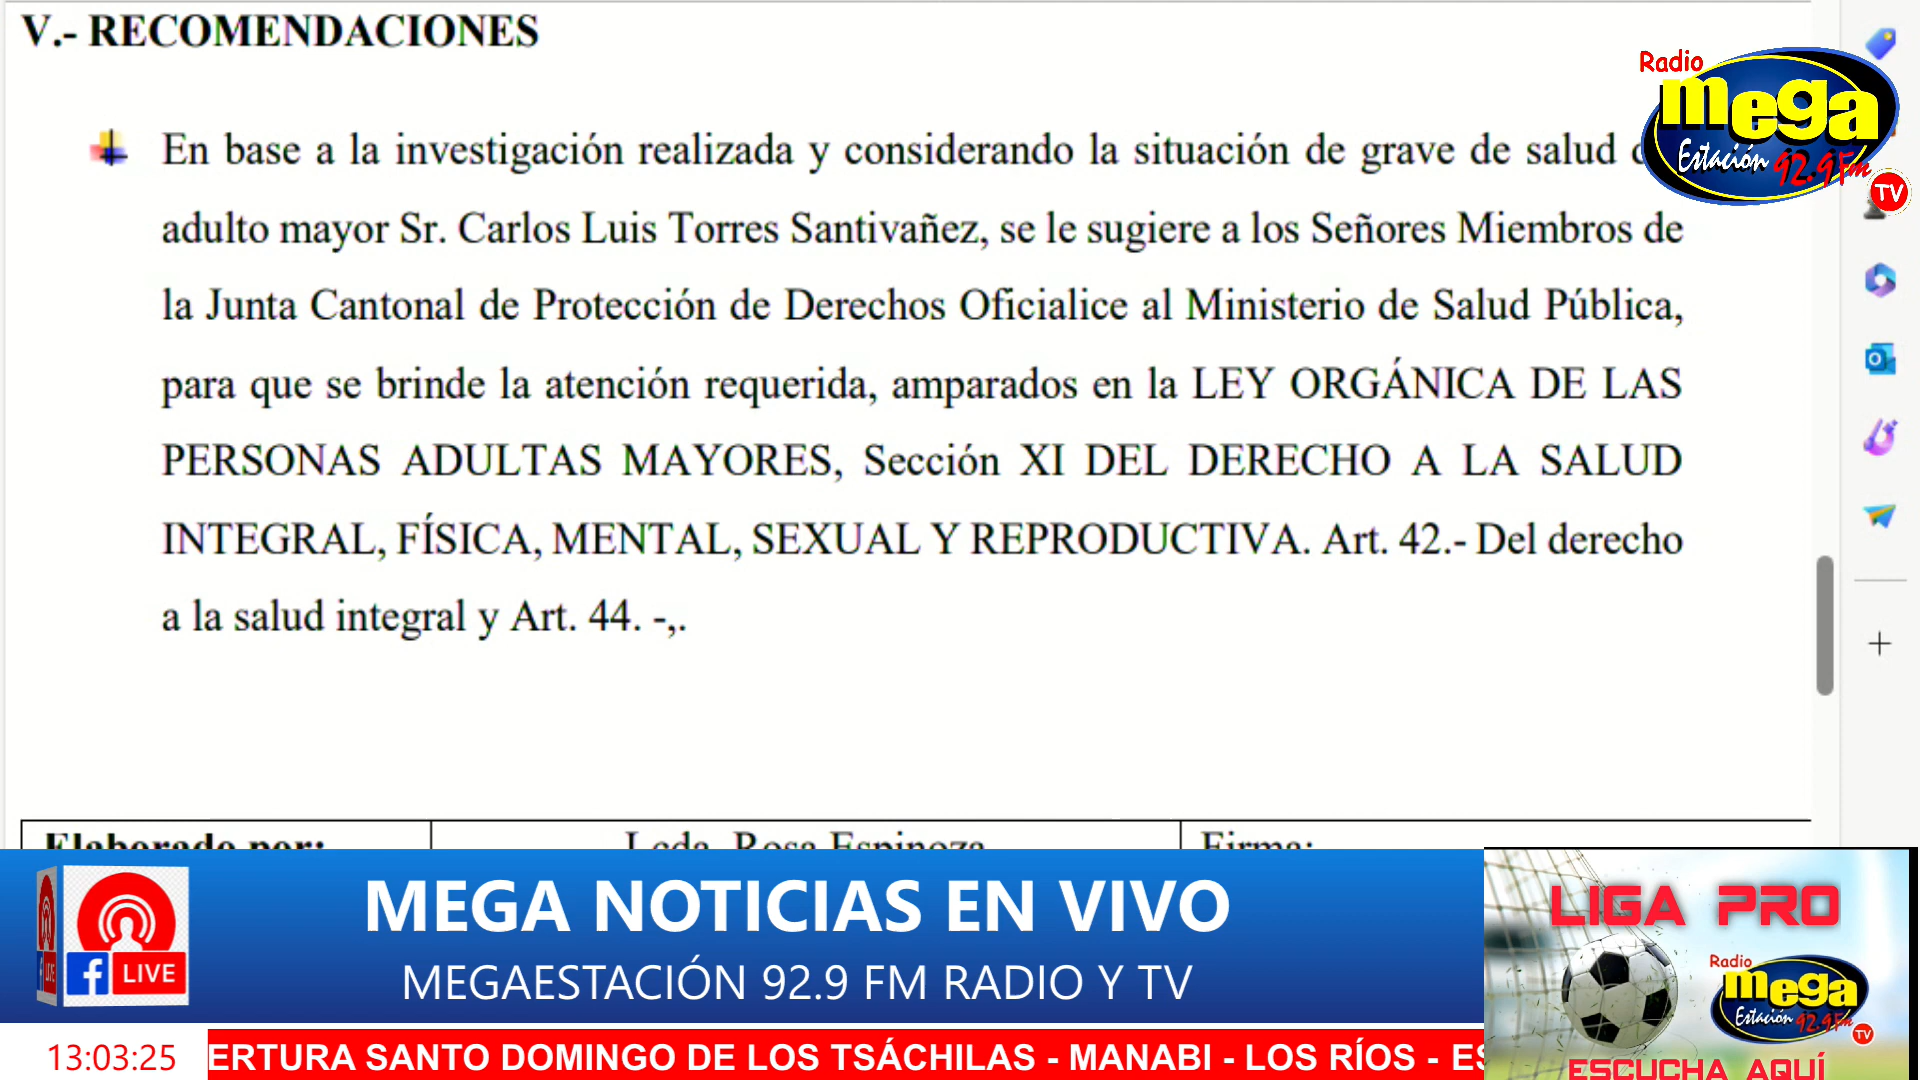 V.- RECOMENDACIONES
En base a la investigación realizada y considerando la situación de grave de salud
adulto mayor Sr. Carlos Luis Torres Santivañez, se le sugiere a los Señores Miembros de
la Junta Cantonal de Protección de Derechos Oficialice al Ministerio de Salud Pública,
para que se brinde la atención requerida, amparados en la LEY ORGÁNICA DE LAS
PERSONAS ADULTAS MAYORES, Sección XI DEL DERECHO A LA SALUD
INTEGRAL, FÍSICA, MENTAL, SEXUAL Y REPRODUCTIVA. Art. 42.- Del derecho
a la salud integral y Art. 44. -,.
Radio
mega
Estación 92.9 Fm
TV
Elaborado por: Lcda. Rosa Espinoza Firma:
LIVE
MEGA NOTICIAS EN VIVO
MEGAESTACIÓN 92.9 FM RADIO Y TV
LIGA PRO
Radio
mega
Estación 92.9 Fm
TV
ESCUCHA AQUÍ
13:03:25
ERTURA SANTO DOMINGO DE LOS TSÁCHILAS - MANABI - LOS RÍOS - ES